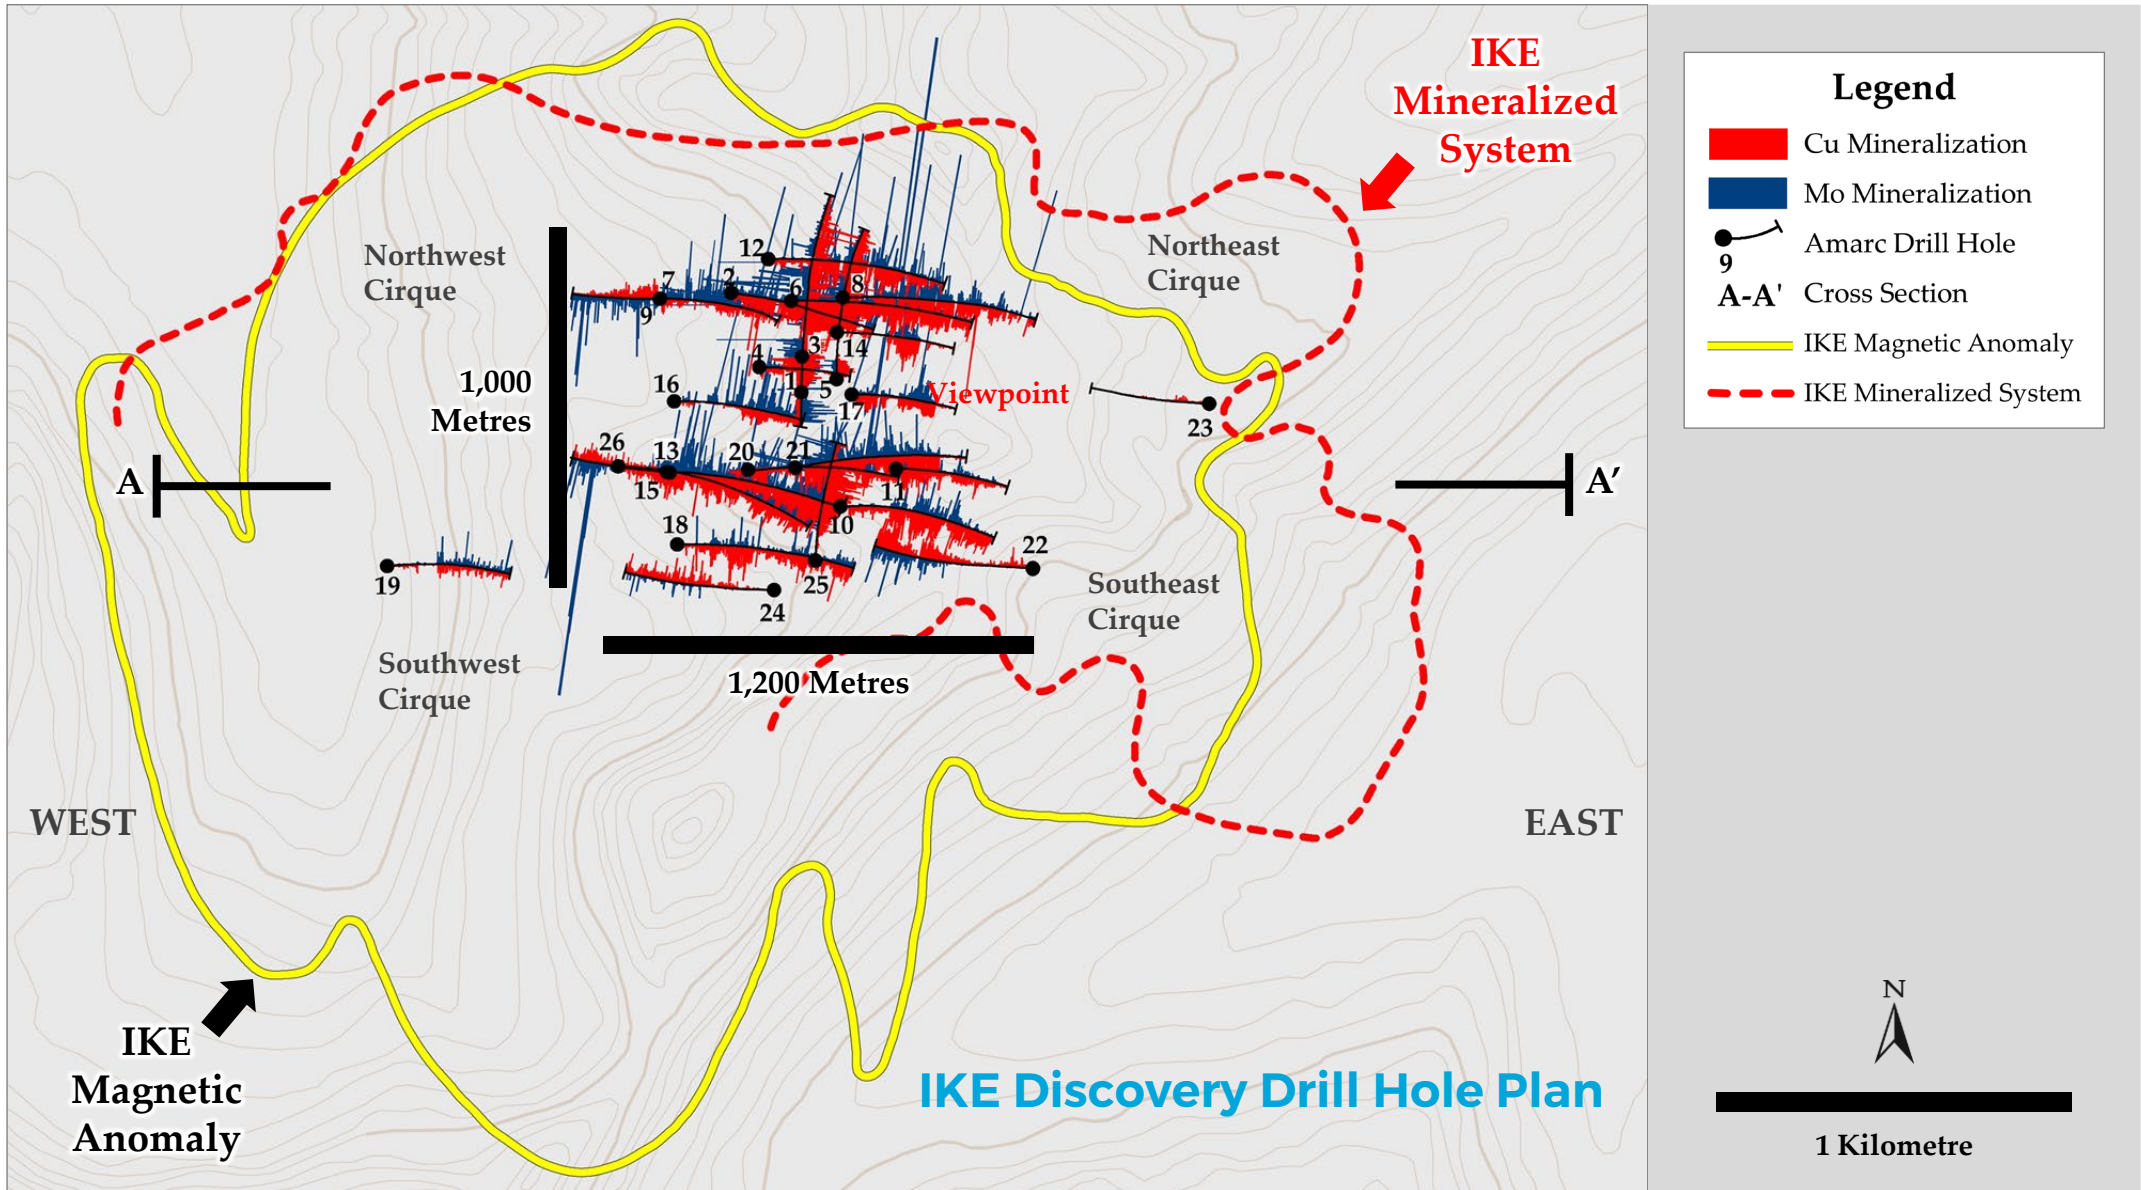 IKE
Mineralized
System
Legend
Cu Mineralization
Mo Mineralization
9
Amarc Drill Hole
A-A' Cross Section
IKE Magnetic Anomaly
IKE Mineralized System
Northwest
Cirque
Northeast
Cirque
12
7
2
6
8
9
3
14
4
1
5
16
17
Viewpoint
23
1,000
Metres
26
13
20
21
15
11
10
A
A'
18
22
19
25
24
Southeast
Cirque
Southwest
Cirque
1,200 Metres
WEST
EAST
IKE
Magnetic
Anomaly
IKE Discovery Drill Hole Plan
N
1 Kilometre